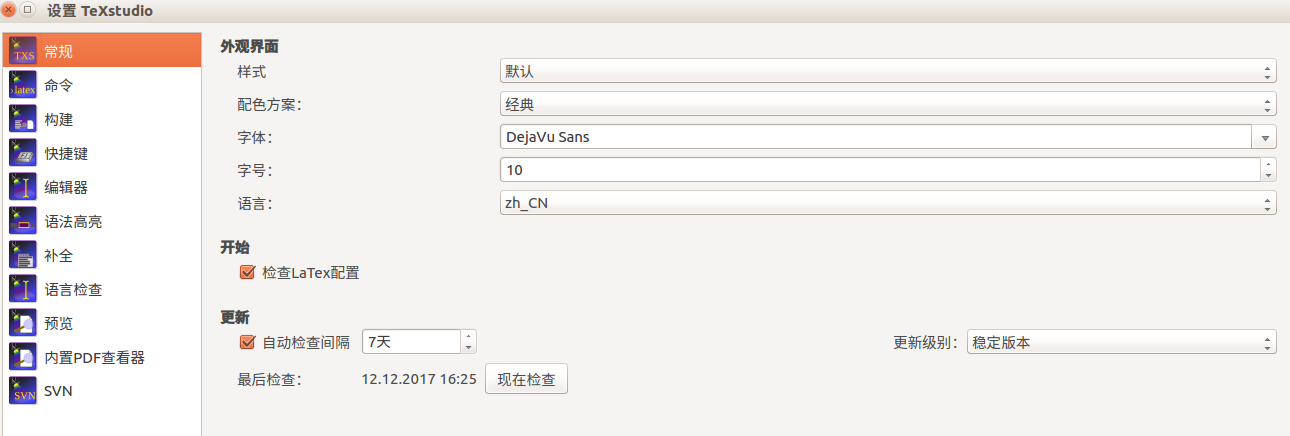 设置 TeXstudio
TXS 常规
latex 命令
构建
快捷键
编辑器
语法高亮
补全
语言检查
预览
内置PDF查看器
SVN SVN
外观界面
样式 默认
配色方案: 经典
字体: DejaVu Sans
字号: 10
语言: zh_CN
开始
检查LaTex配置
更新
自动检查间隔 7天 更新级别: 稳定版本
最后检查: 12.12.2017 16:25 现在检查